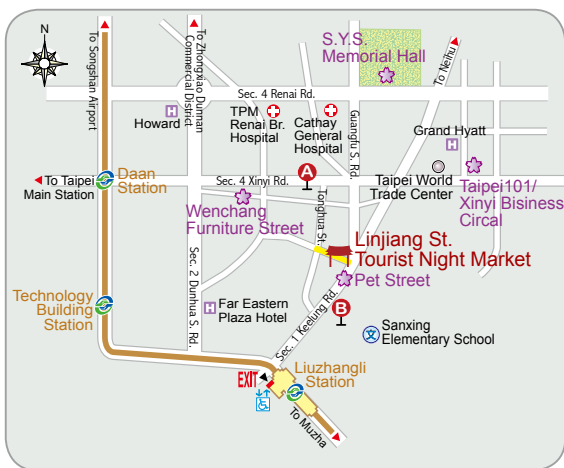 N
To Songshan Airport
To Zhongxiao Dunnan
Commercial District
S.Y.S.
Memorial Hall
To Neihu
Sec. 4 Renai Rd.
H
Howard
TPM
Renai Br.
Hospital
Cathay
General
Hospital
Guangfu S. Rd.
Grand Hyatt
H
To Taipei
Main Station
Daan
Station
Sec. 4 Xinyi Rd.
A
Taipei World
Trade Center
Taipei101/
Xinyi Bisiness
Circal
Wenchang
Furniture Street
Tonghua St.
Linjiang St.
Tourist Night Market
Pet Street
Technology
Building
Station
Sec. 2 Dunhua S. Rd.
H
Far Eastern
Plaza Hotel
Sec. 1 Keelung Rd.
B
文
Sanxing
Elementary School
EXIT
Liuzhangli
Station
To Muzha